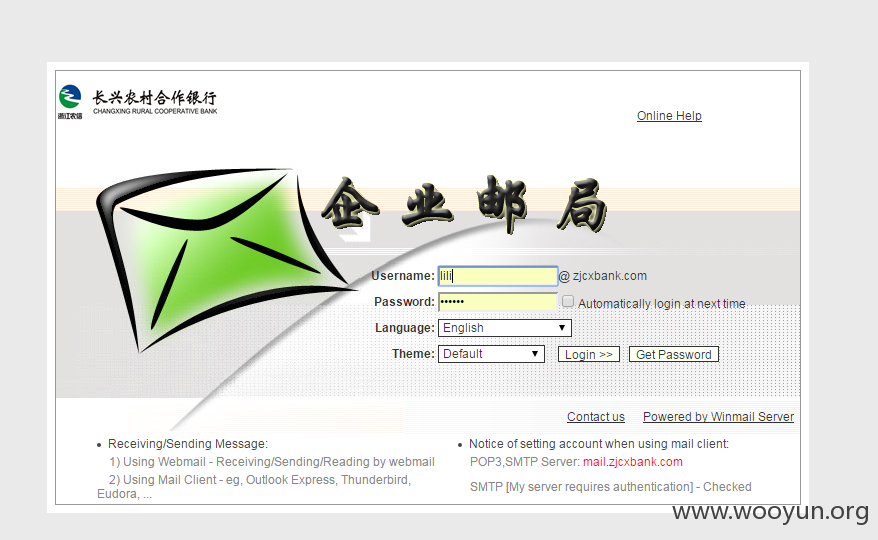 长兴农村合作银行
CHANGXING RURAL COOPERATIVE BANK
浙江农信
Online Help
企业邮局
Username: lili @ zjcxbank.com
Password: •••••• Automatically login at next time
Language: English
Theme: Default Login >> Get Password
Contact us Powered by Winmail Server
• Receiving/Sending Message:
1) Using Webmail - Receiving/Sending/Reading by webmail
2) Using Mail Client - eg, Outlook Express, Thunderbird,
Eudora, ...
• Notice of setting account when using mail client:
POP3,SMTP Server: mail.zjcxbank.com
SMTP [My server requires authentication] - Checked
www.wooyun.org